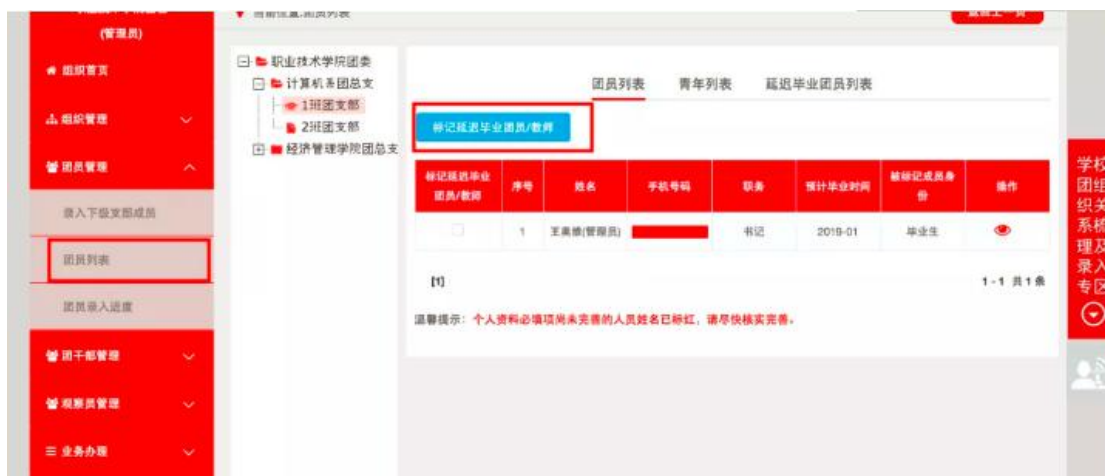 (管理员)
组织首页
组织管理
团员管理
录入下级支部成员
团员列表
团员录入进度
团干部管理
观察员管理
业务办理
当前位置:团员列表
返回上一页
职业技术学院团委
计算机系团总支
1班团支部
2班团支部
经济管理学院团总支
团员列表 青年列表 延迟毕业团员列表
标记延迟毕业团员/教师
标记延迟毕业团员/教师 序号 姓名 手机号码 职务 预计毕业时间 被标记成员身份 操作
1 (管理员) 书记 2019-01 毕业生
[1] 1-1 共1条
温馨提示：个人资料必填项尚未完善的人员姓名已标红，请尽快核实完善。
学校团组织关系梳理及录入专区